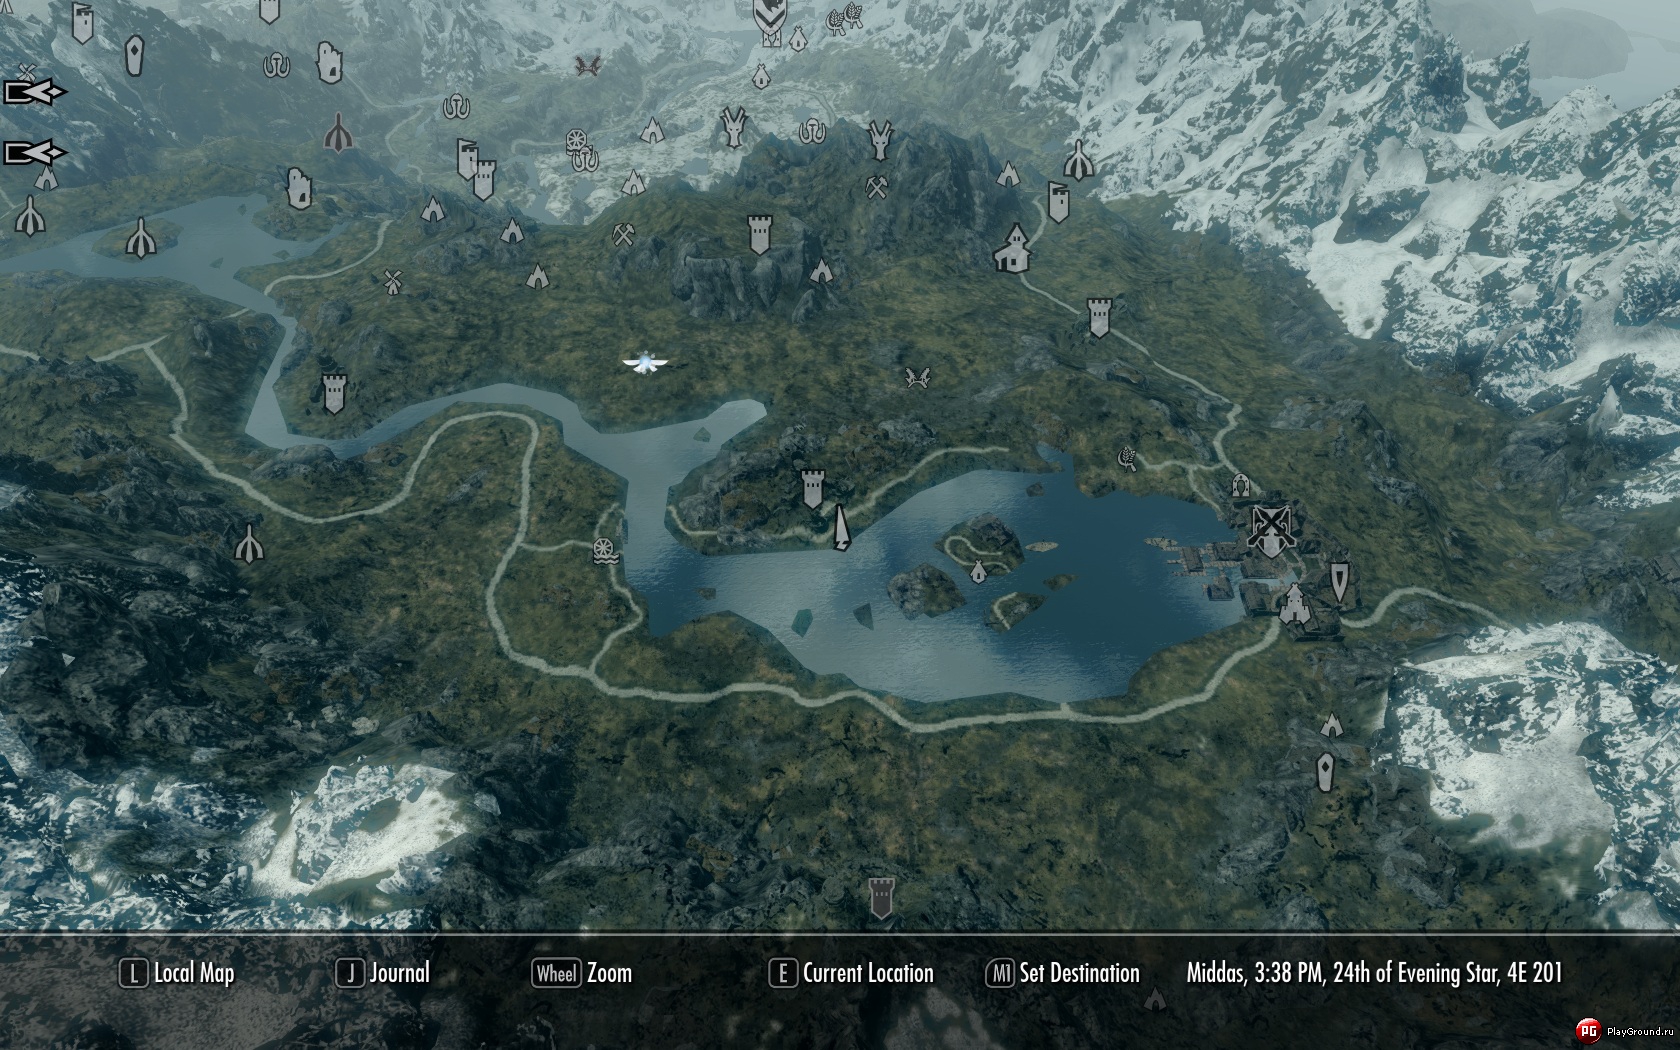 L Local Map
J Journal
Wheel Zoom
E Current Location
M1 Set Destination
Middas, 3:38 PM, 24th of Evening Star, 4E 201
PG PlayGround.ru